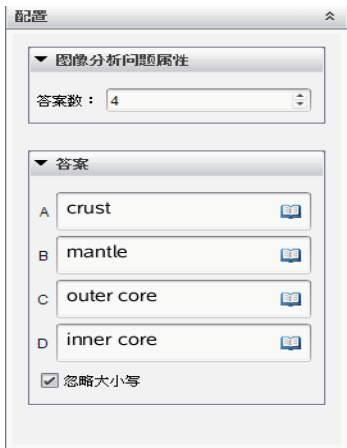 配置
图像分析问题属性
答案数： 4
答案
A crust
B mantle
C outer core
D inner core
忽略大小写